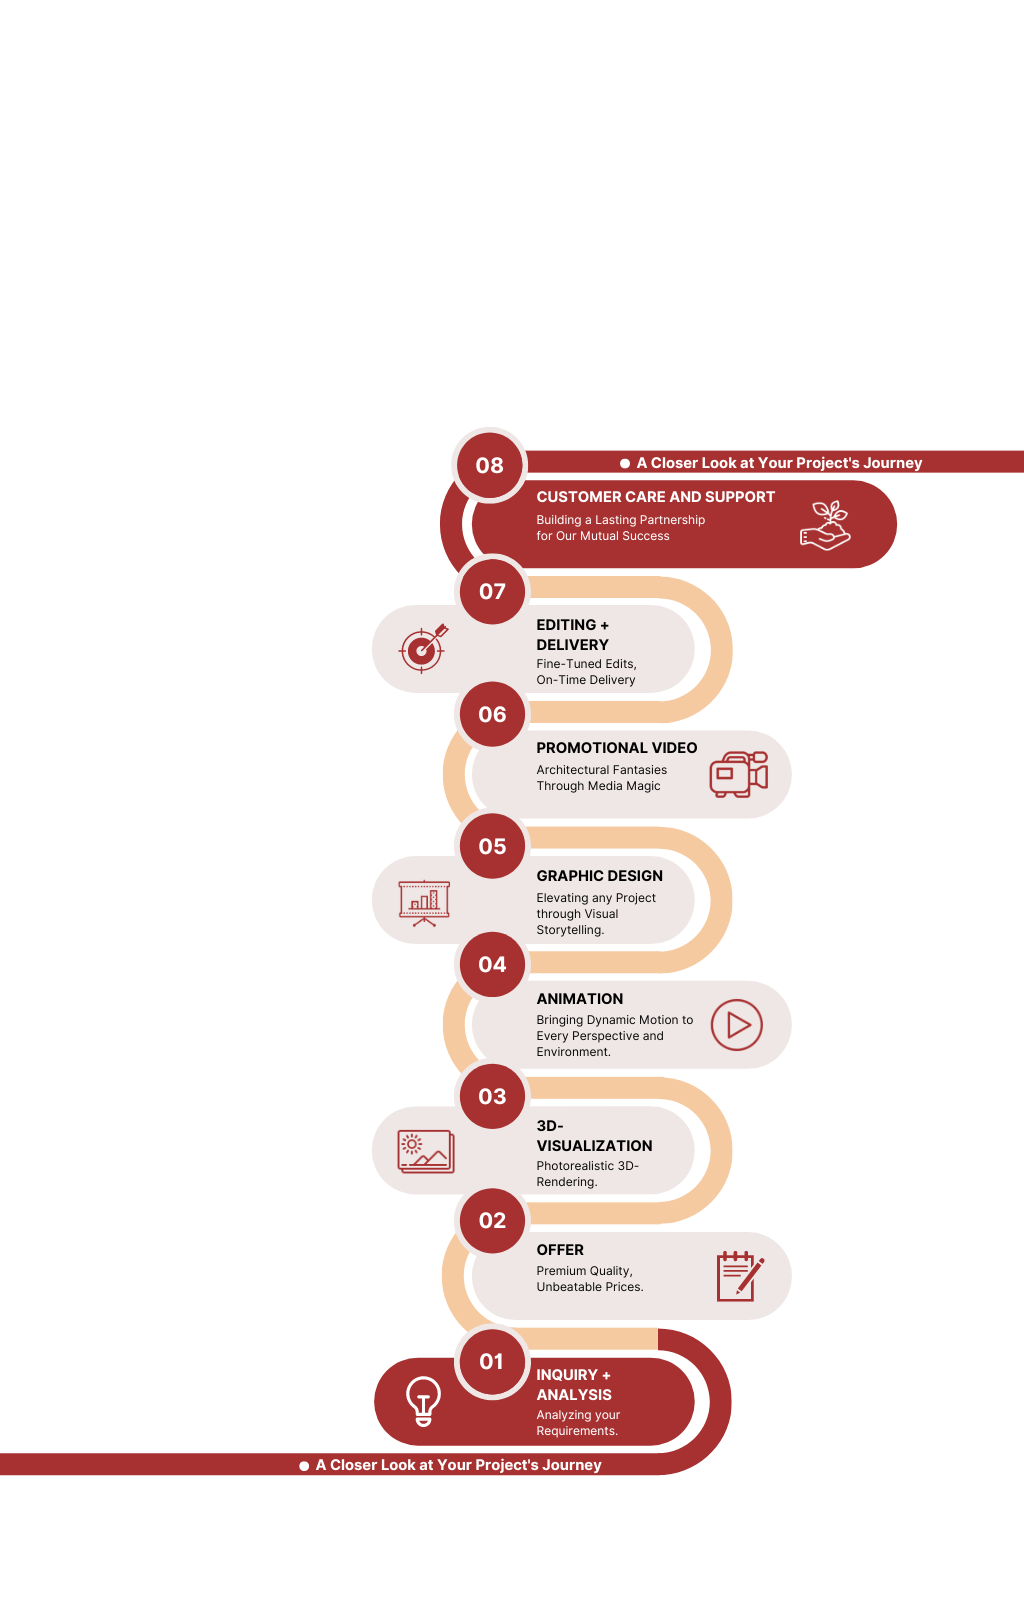 08
● A Closer Look at Your Project's Journey
CUSTOMER CARE AND SUPPORT
Building a Lasting Partnership
for Our Mutual Success
07
EDITING +
DELIVERY
Fine-Tuned Edits,
On-Time Delivery
06
PROMOTIONAL VIDEO
Architectural Fantasies
Through Media Magic
05
GRAPHIC DESIGN
Elevating any Project
through Visual
Storytelling.
04
ANIMATION
Bringing Dynamic Motion to
Every Perspective and
Environment.
03
3D-
VISUALIZATION
Photorealistic 3D-
Rendering.
02
OFFER
Premium Quality,
Unbeatable Prices.
01
INQUIRY +
ANALYSIS
Analyzing your
Requirements.
● A Closer Look at Your Project's Journey